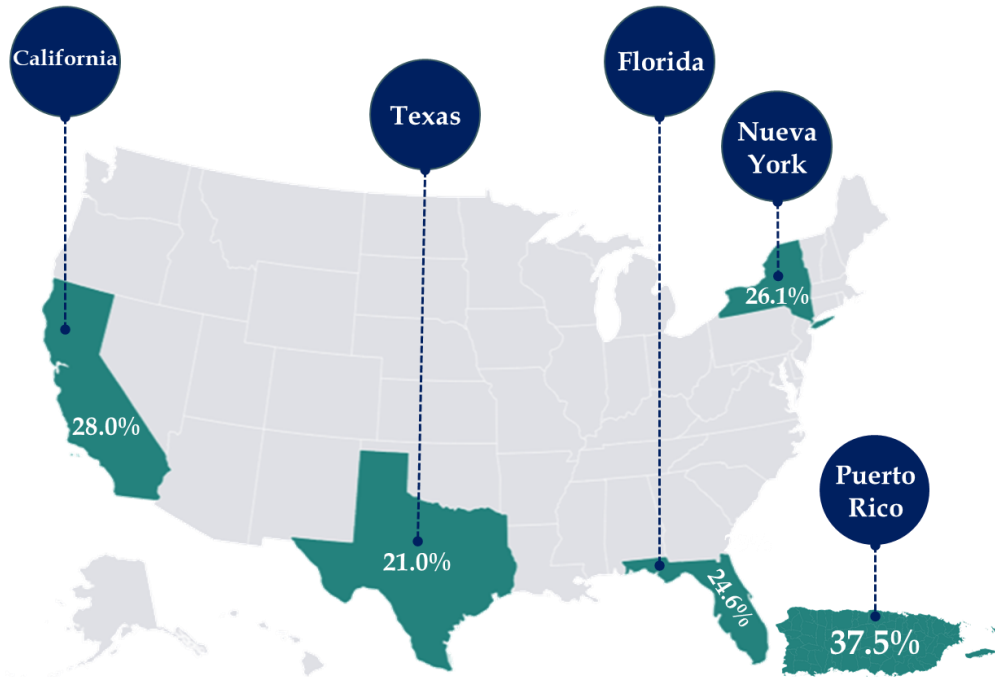 California
Texas
Florida
Nueva
York
26.1%
28.0%
21.0%
24.6%
Puerto
Rico
37.5%